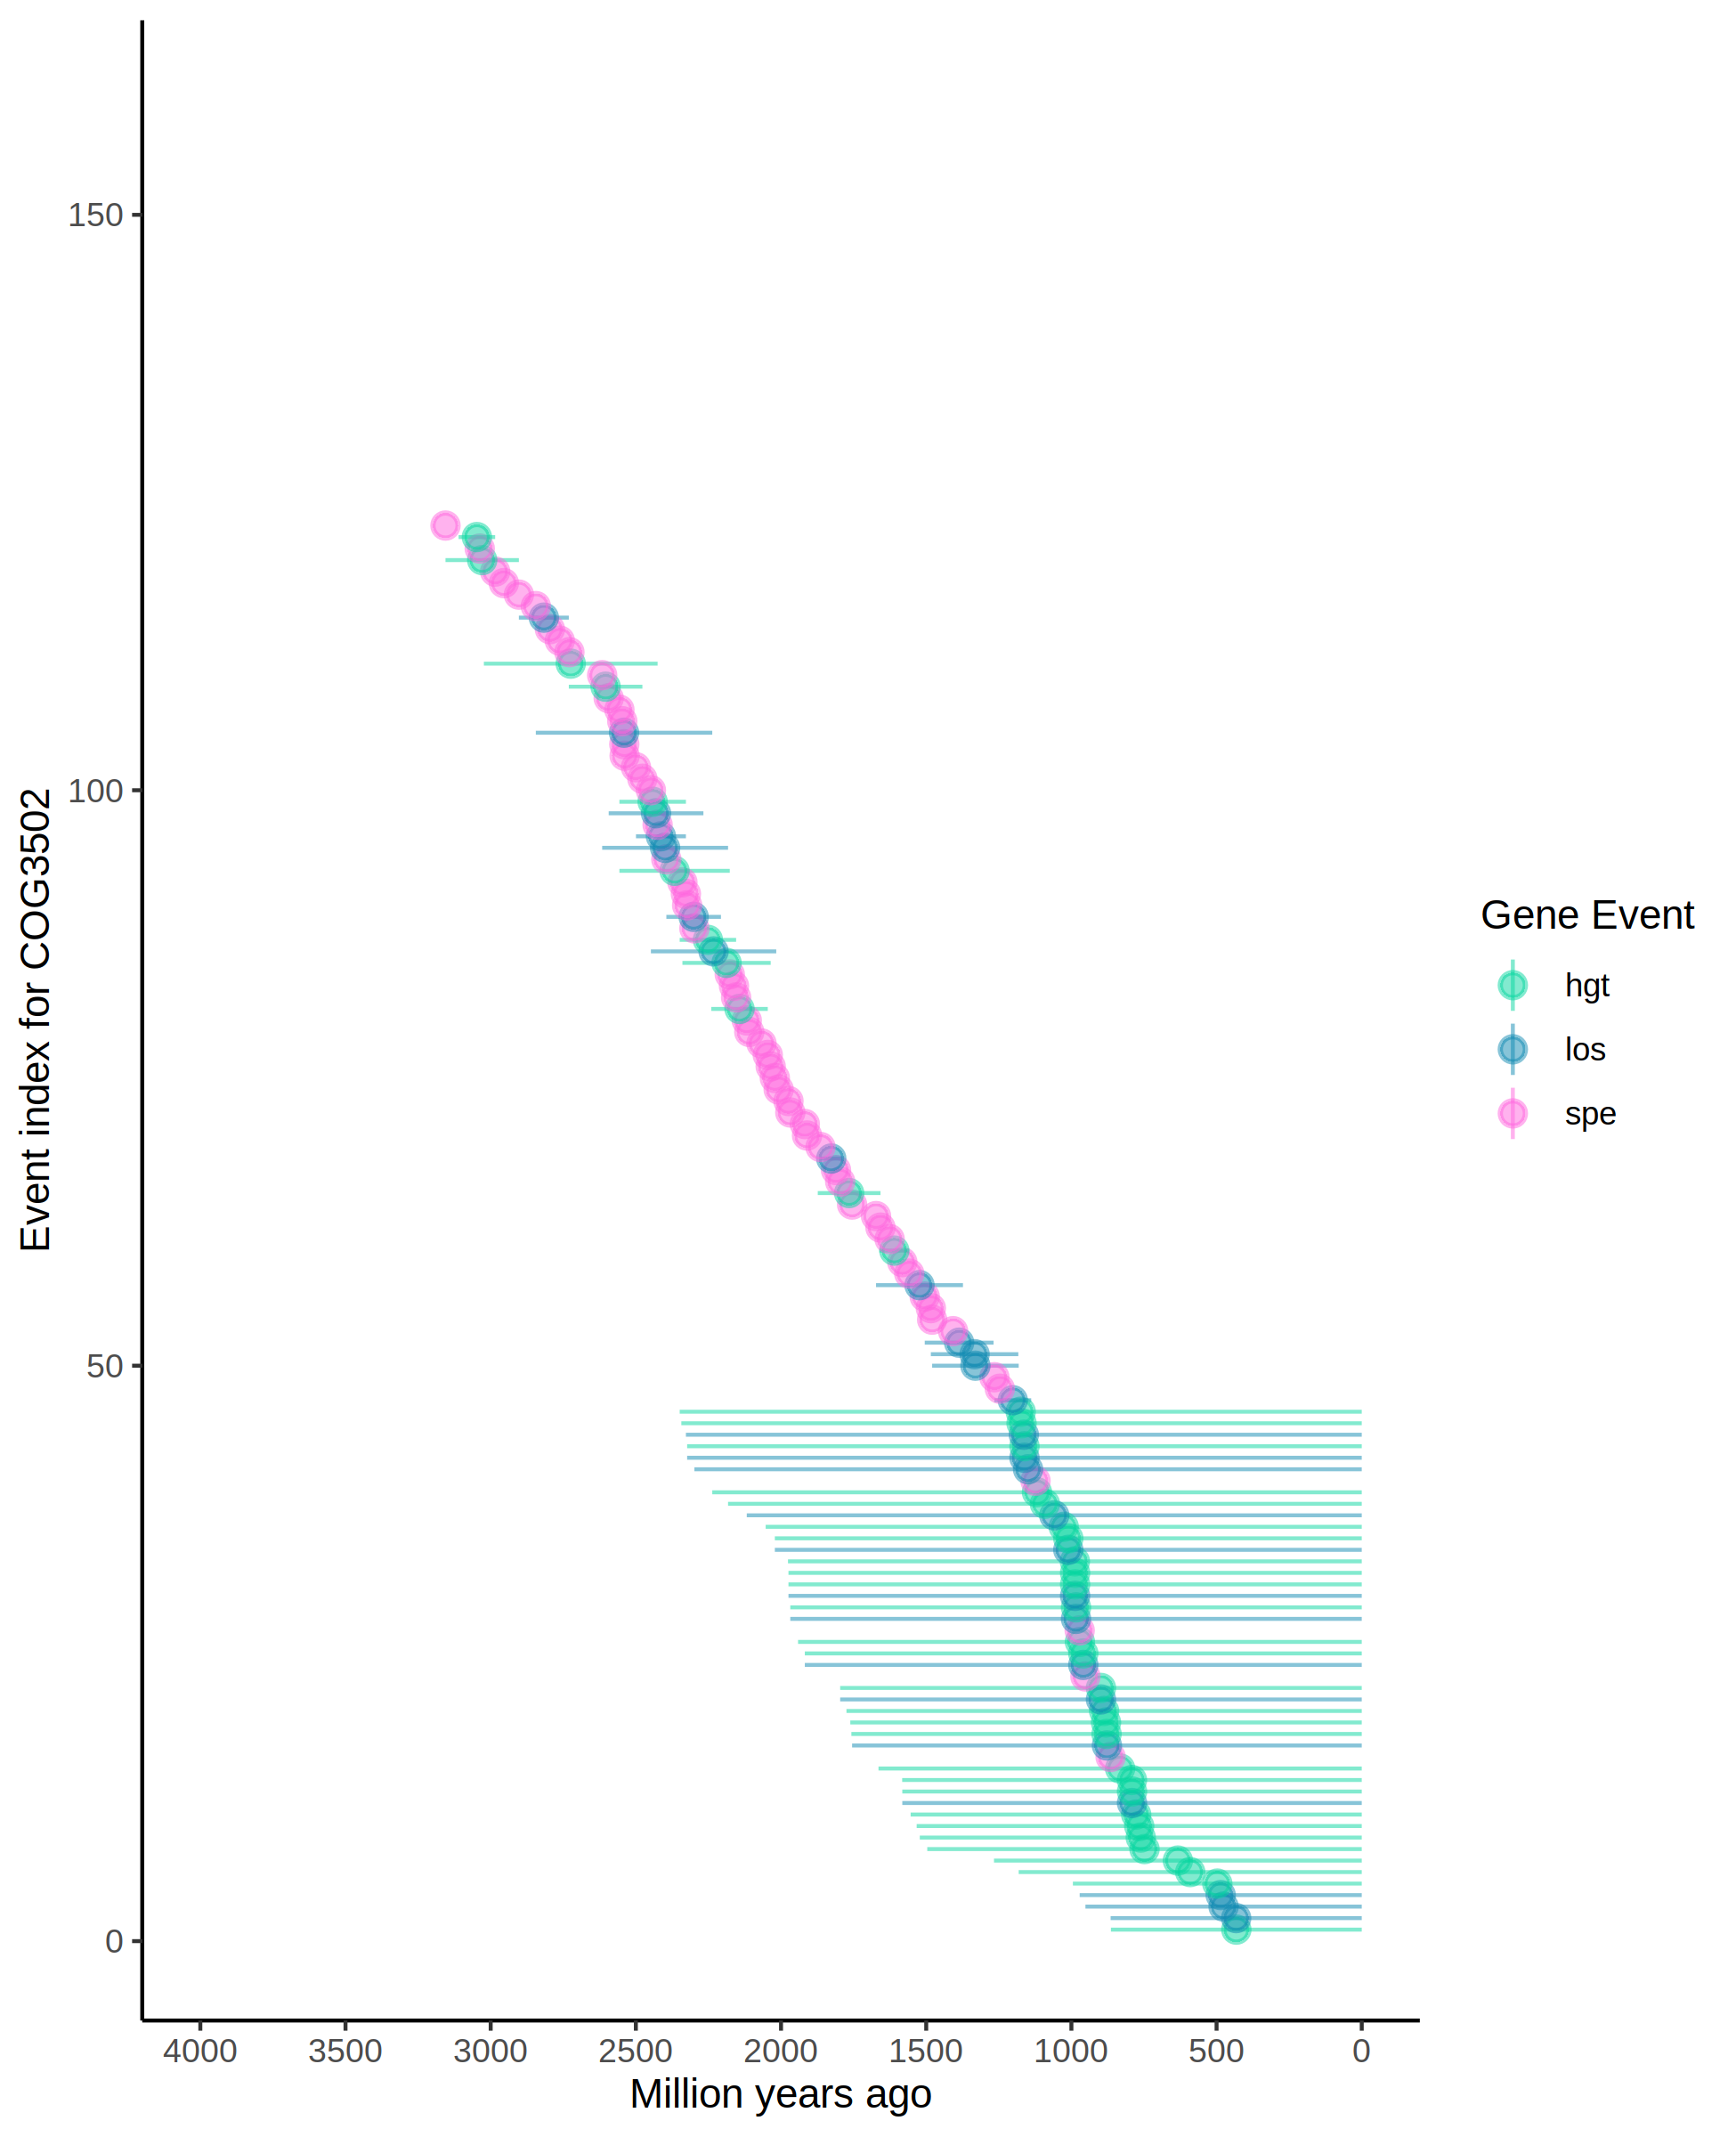 150
100
50
0
Event index for COG3502
4000 3500 3000 2500 2000 1500 1000 500 0
Million years ago
Gene Event
hgt
los
spe